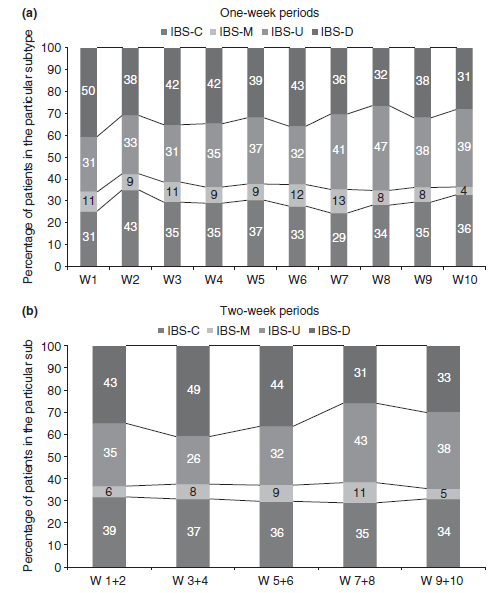 (a)
One-week periods
IBS-C IBS-M IBS-U IBS-D
Percentage of patients in the particular subtype
100
90
80
70
60
50
40
30
20
10
0
50 38 42 42 39 43 36 32 38 31
31 33 31 35 37 32 41 47 38 39
11 9 11 9 9 12 13 8 8 4
31 43 35 35 37 33 29 34 35 36
W1 W2 W3 W4 W5 W6 W7 W8 W9 W10
(b)
Two-week periods
IBS-C IBS-M IBS-U IBS-D
Percentage of patients in the particular sub
100
90
80
70
60
50
40
30
20
10
0
43 49 44 31 33
35 26 32 43 38
6 8 9 11 5
39 37 36 35 34
W 1+2 W 3+4 W 5+6 W 7+8 W 9+10